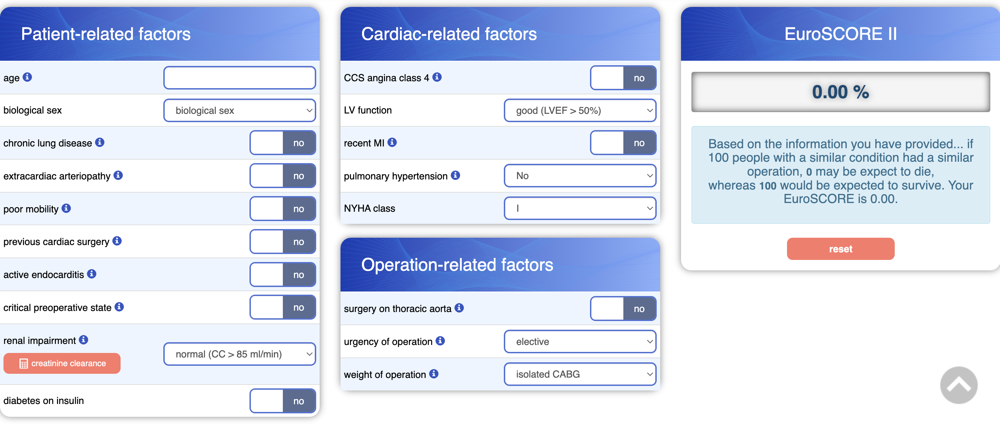 Patient-related factors
age
biological sex biological sex
chronic lung disease no
extracardiac arteriopathy no
poor mobility no
previous cardiac surgery no
active endocarditis no
critical preoperative state no
renal impairment
creatinine clearance normal (CC > 85 ml/min)
diabetes on insulin no
Cardiac-related factors
CCS angina class 4 no
LV function good (LVEF > 50%)
recent MI no
pulmonary hypertension No
NYHA class I
Operation-related factors
surgery on thoracic aorta no
urgency of operation elective
weight of operation isolated CABG
EuroSCORE II
0.00 %
Based on the information you have provided... if
100 people with a similar condition had a similar
operation, 0 may be expect to die,
whereas 100 would be expected to survive. Your
EuroSCORE is 0.00.
reset